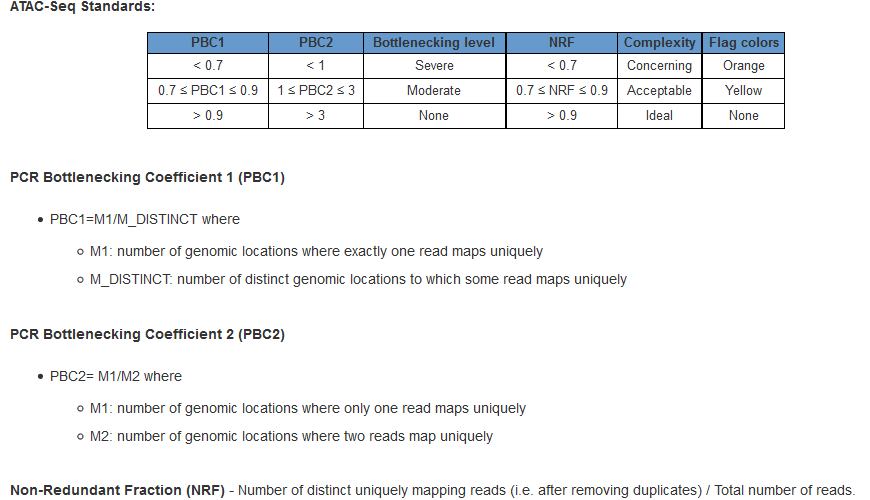 ATAC-Seq Standards:
PBC1 PBC2 Bottlenecking level NRF Complexity Flag colors
< 0.7 < 1 Severe < 0.7 Concerning Orange
0.7 ≤ PBC1 ≤ 0.9 1 ≤ PBC2 ≤ 3 Moderate 0.7 ≤ NRF ≤ 0.9 Acceptable Yellow
> 0.9 > 3 None > 0.9 Ideal None
PCR Bottlenecking Coefficient 1 (PBC1)
• PBC1=M1/M_DISTINCT where
○ M1: number of genomic locations where exactly one read maps uniquely
○ M_DISTINCT: number of distinct genomic locations to which some read maps uniquely
PCR Bottlenecking Coefficient 2 (PBC2)
• PBC2= M1/M2 where
○ M1: number of genomic locations where only one read maps uniquely
○ M2: number of genomic locations where two reads map uniquely
Non-Redundant Fraction (NRF) - Number of distinct uniquely mapping reads (i.e. after removing duplicates) / Total number of reads.